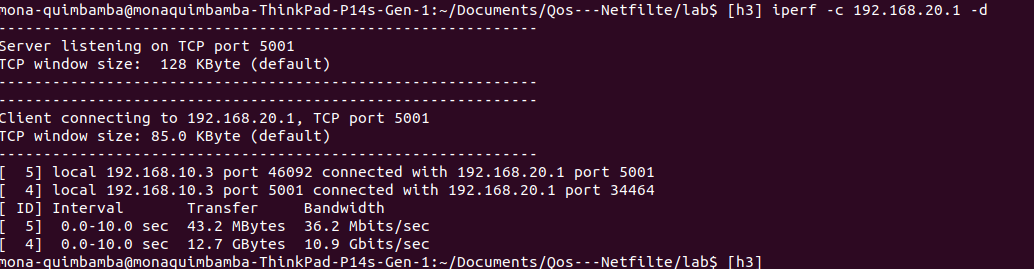 mona-quimbamba@monaquimbamba-ThinkPad-P14s-Gen-1:~/Documents/Qos---Netfilte/lab$ [h3] iperf -c 192.168.20.1 -d
------------------------------------------------------------
Server listening on TCP port 5001
TCP window size:  128 KByte (default)
------------------------------------------------------------
------------------------------------------------------------
Client connecting to 192.168.20.1, TCP port 5001
TCP window size: 85.0 KByte (default)
------------------------------------------------------------
[  5] local 192.168.10.3 port 46092 connected with 192.168.20.1 port 5001
[  4] local 192.168.10.3 port 5001 connected with 192.168.20.1 port 34464
[ ID] Interval       Transfer     Bandwidth
[  5]  0.0-10.0 sec  43.2 MBytes  36.2 Mbits/sec
[  4]  0.0-10.0 sec  12.7 GBytes  10.9 Gbits/sec
mona-quimbamba@monaquimbamba-ThinkPad-P14s-Gen-1:~/Documents/Qos---Netfilte/lab$ [h3]